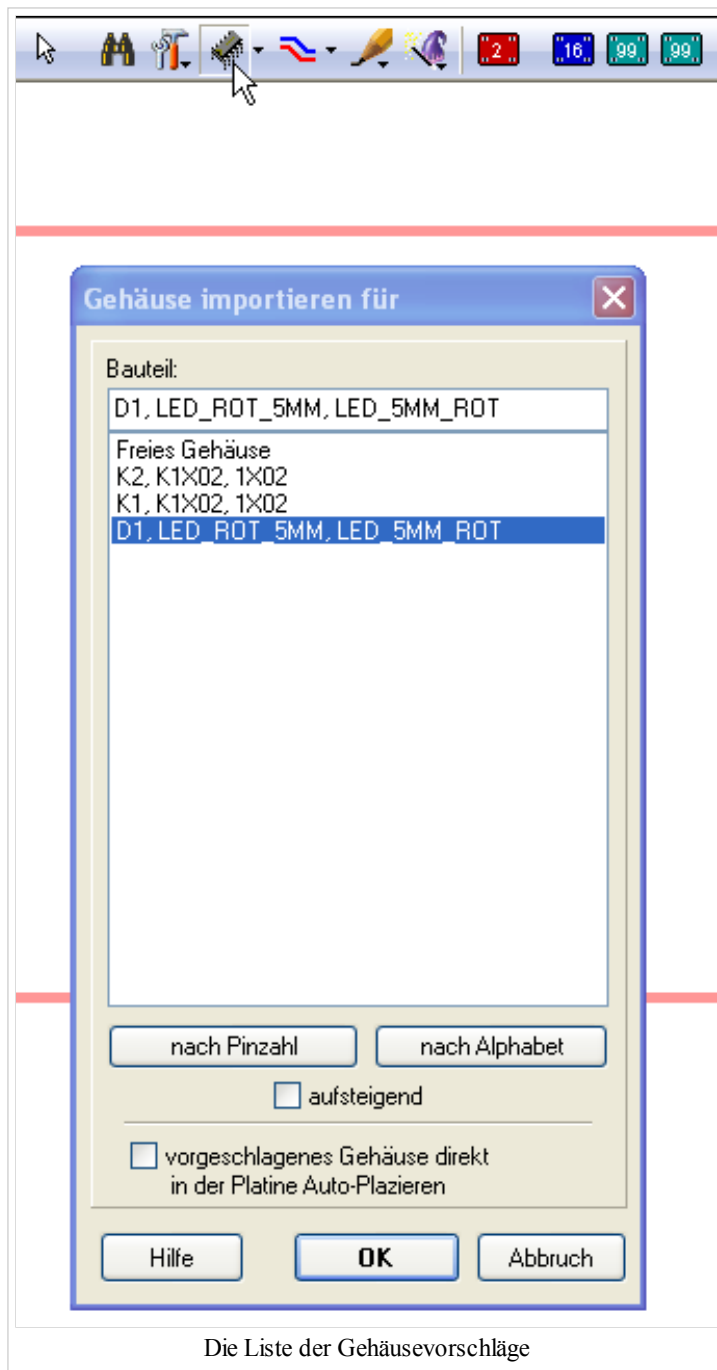 2 16 99 99
Gehäuse importieren für
Bauteil:
D1, LED_ROT_5MM, LED_5MM_ROT
Freies Gehäuse
K2, K1X02, 1X02
K1, K1X02, 1X02
D1, LED_ROT_5MM, LED_5MM_ROT
nach Pinzahl nach Alphabet
aufsteigend
vorgeschlagenes Gehäuse direkt
in der Platine Auto-Plazieren
Hilfe OK Abbruch
Die Liste der Gehäusevorschläge